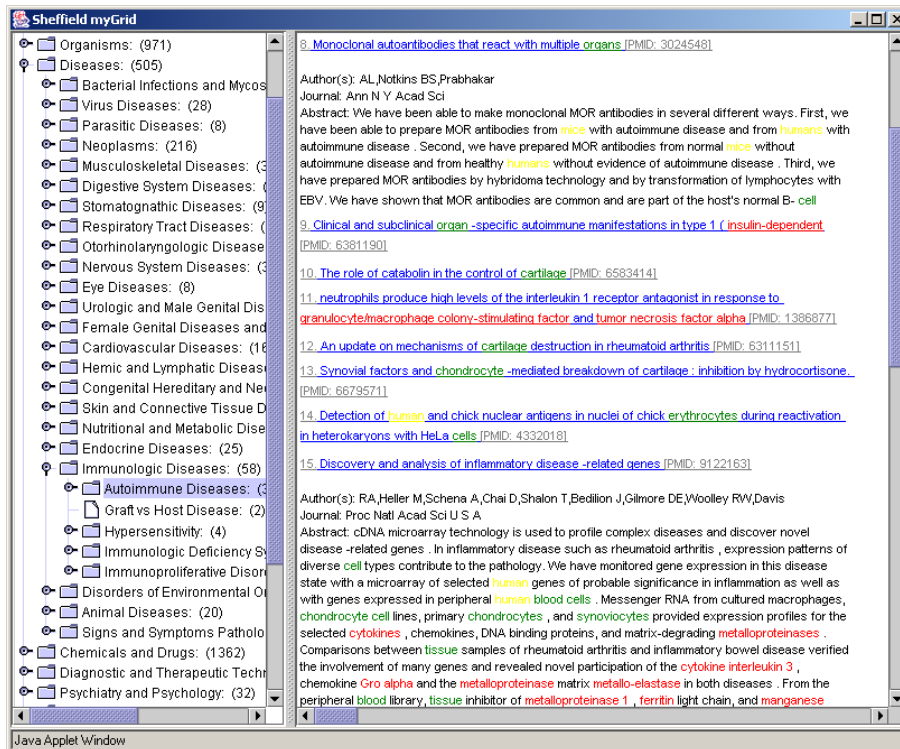 Sheffield myGrid
Organisms: (971)
Diseases: (505)
Bacterial Infections and Mycos
Virus Diseases: (28)
Parasitic Diseases: (8)
Neoplasms: (216)
Musculoskeletal Diseases: (3
Digestive System Diseases: (
Stomatognathic Diseases: (9)
Respiratory Tract Diseases: (
Otorhinolaryngologic Disease
Nervous System Diseases: (3
Eye Diseases: (8)
Urologic and Male Genital Dis
Female Genital Diseases and
Cardiovascular Diseases: (16
Hemic and Lymphatic Disease
Congenital Hereditary and Neo
Skin and Connective Tissue D
Nutritional and Metabolic Dise
Endocrine Diseases: (25)
Immunologic Diseases: (58)
Autoimmune Diseases: (3
Graft vs Host Disease: (2)
Hypersensitivity: (4)
Immunologic Deficiency Sy
Immunoproliferative Disor
Disorders of Environmental O
Animal Diseases: (20)
Signs and Symptoms Patholo
Chemicals and Drugs: (1362)
Diagnostic and Therapeutic Techn
Psychiatry and Psychology: (32)
8. Monoclonal autoantibodies that react with multiple organs [PMID: 3024548]
Author(s): AL,Notkins BS,Prabhakar
Journal: Ann N Y Acad Sci
Abstract: We have been able to make monoclonal MOR antibodies in several different ways. First, we
have been able to prepare MOR antibodies from mice with autoimmune disease and from humans with
autoimmune disease . Second, we have prepared MOR antibodies from normal mice without
autoimmune disease and from healthy humans without evidence of autoimmune disease . Third, we
have prepared MOR antibodies by hybridoma technology and by transformation of lymphocytes with
EBV. We have shown that MOR antibodies are common and are part of the host's normal B- cell
9. Clinical and subclinical organ -specific autoimmune manifestations in type 1 ( insulin-dependent
[PMID: 6381190]
10. The role of catabolin in the control of cartilage [PMID: 6583414]
11. neutrophils produce high levels of the interleukin 1 receptor antagonist in response to
granulocyte/macrophage colony-stimulating factor and tumor necrosis factor alpha [PMID: 1386877]
12. An update on mechanisms of cartilage destruction in rheumatoid arthritis [PMID: 6311151]
13. Synovial factors and chondrocyte -mediated breakdown of cartilage : inhibition by hydrocortisone.
[PMID: 6679571]
14. Detection of human and chick nuclear antigens in nuclei of chick erythrocytes during reactivation
in heterokaryons with HeLa cells [PMID: 4332018]
15. Discovery and analysis of inflammatory disease -related genes [PMID: 9122163]
Author(s): RA,Heller M,Schena A,Chai D,Shalon T,Bedilion J,Gilmore DE,Woolley RW,Davis
Journal: Proc Natl Acad Sci U S A
Abstract: cDNA microarray technology is used to profile complex diseases and discover novel
disease -related genes . In inflammatory disease such as rheumatoid arthritis , expression patterns of
diverse cell types contribute to the pathology. We have monitored gene expression in this disease
state with a microarray of selected human genes of probable significance in inflammation as well as
with genes expressed in peripheral human blood cells . Messenger RNA from cultured macrophages,
chondrocyte cell lines, primary chondrocytes , and synoviocytes provided expression profiles for the
selected cytokines , chemokines, DNA binding proteins, and matrix-degrading metalloproteinases .
Comparisons between tissue samples of rheumatoid arthritis and inflammatory bowel disease verified
the involvement of many genes and revealed novel participation of the cytokine interleukin 3 ,
chemokine Gro alpha and the metalloproteinase matrix metallo-elastase in both diseases . From the
peripheral blood library, tissue inhibitor of metalloproteinase 1 , ferritin light chain, and manganese
Java Applet Window